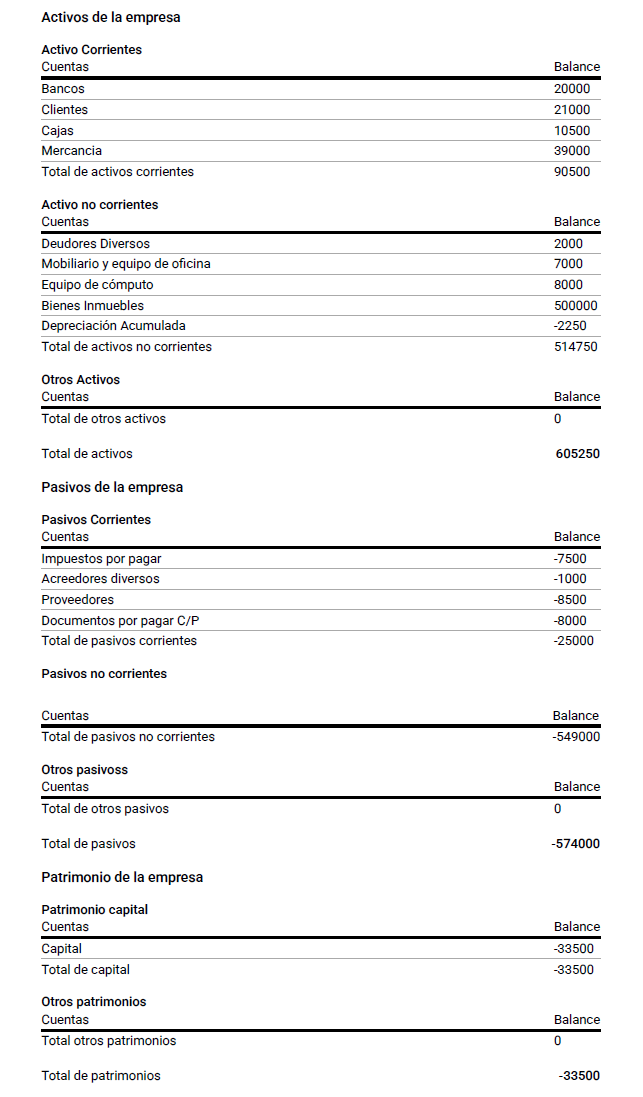 Activos de la empresa
Activo Corrientes
Cuentas Balance
Bancos 20000
Clientes 21000
Cajas 10500
Mercancia 39000
Total de activos corrientes 90500
Activo no corrientes
Cuentas Balance
Deudores Diversos 2000
Mobiliario y equipo de oficina 7000
Equipo de cómputo 8000
Bienes Inmuebles 500000
Depreciación Acumulada -2250
Total de activos no corrientes 514750
Otros Activos
Cuentas Balance
Total de otros activos 0
Total de activos 605250
Pasivos de la empresa
Pasivos Corrientes
Cuentas Balance
Impuestos por pagar -7500
Acreedores diversos -1000
Proveedores -8500
Documentos por pagar C/P -8000
Total de pasivos corrientes -25000
Pasivos no corrientes
Cuentas Balance
Total de pasivos no corrientes -549000
Otros pasivoss
Cuentas Balance
Total de otros pasivos 0
Total de pasivos -574000
Patrimonio de la empresa
Patrimonio capital
Cuentas Balance
Capital -33500
Total de capital -33500
Otros patrimonios
Cuentas Balance
Total otros patrimonios 0
Total de patrimonios -33500